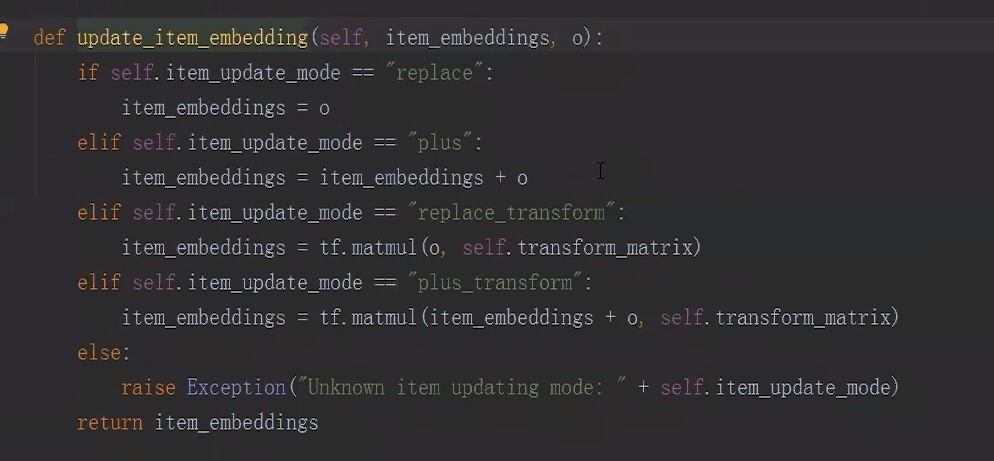 def update_item_embedding(self, item_embeddings, o):
if self.item_update_mode == "replace":
item_embeddings = o
elif self.item_update_mode == "plus":
item_embeddings = item_embeddings + o
elif self.item_update_mode == "replace_transform":
item_embeddings = tf.matmul(o, self.transform_matrix)
elif self.item_update_mode == "plus_transform":
item_embeddings = tf.matmul(item_embeddings + o, self.transform_matrix)
else:
raise Exception("Unknown item updating mode: " + self.item_update_mode)
return item_embeddings